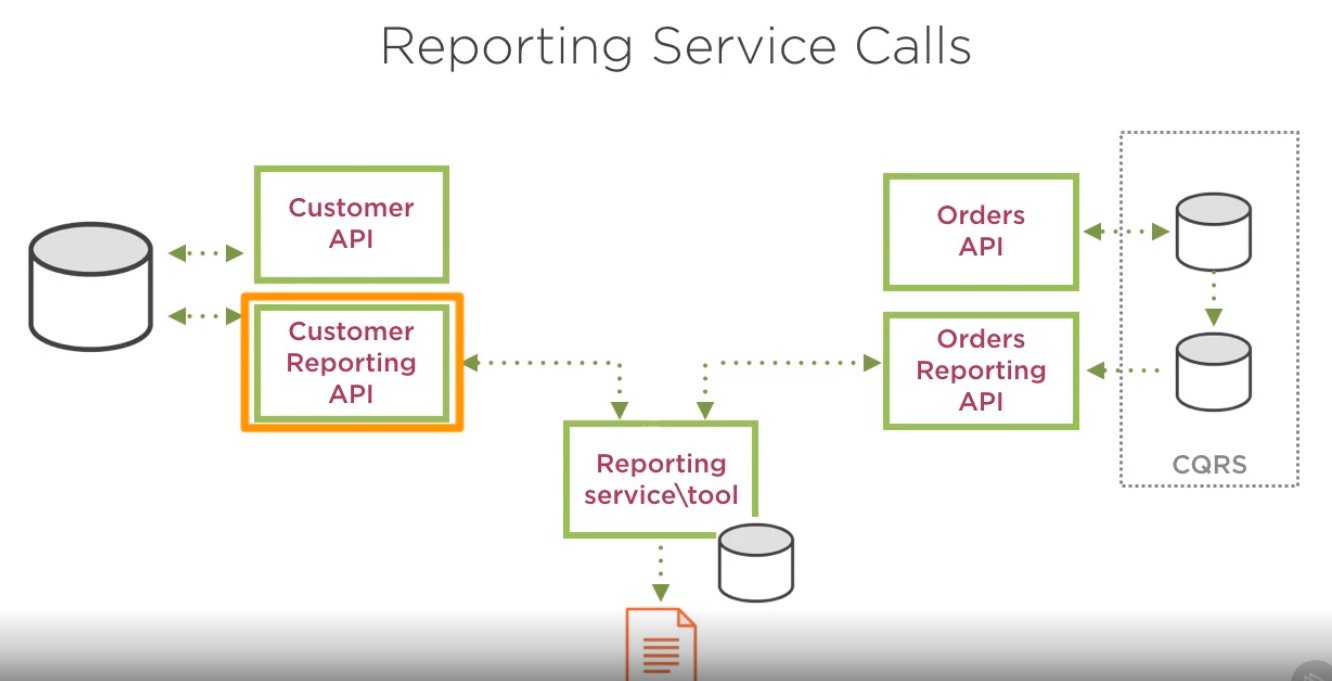 Reporting Service Calls
Customer
API
Orders
API
Customer
Reporting
API
Orders
Reporting
API
Reporting
service\tool
CQRS